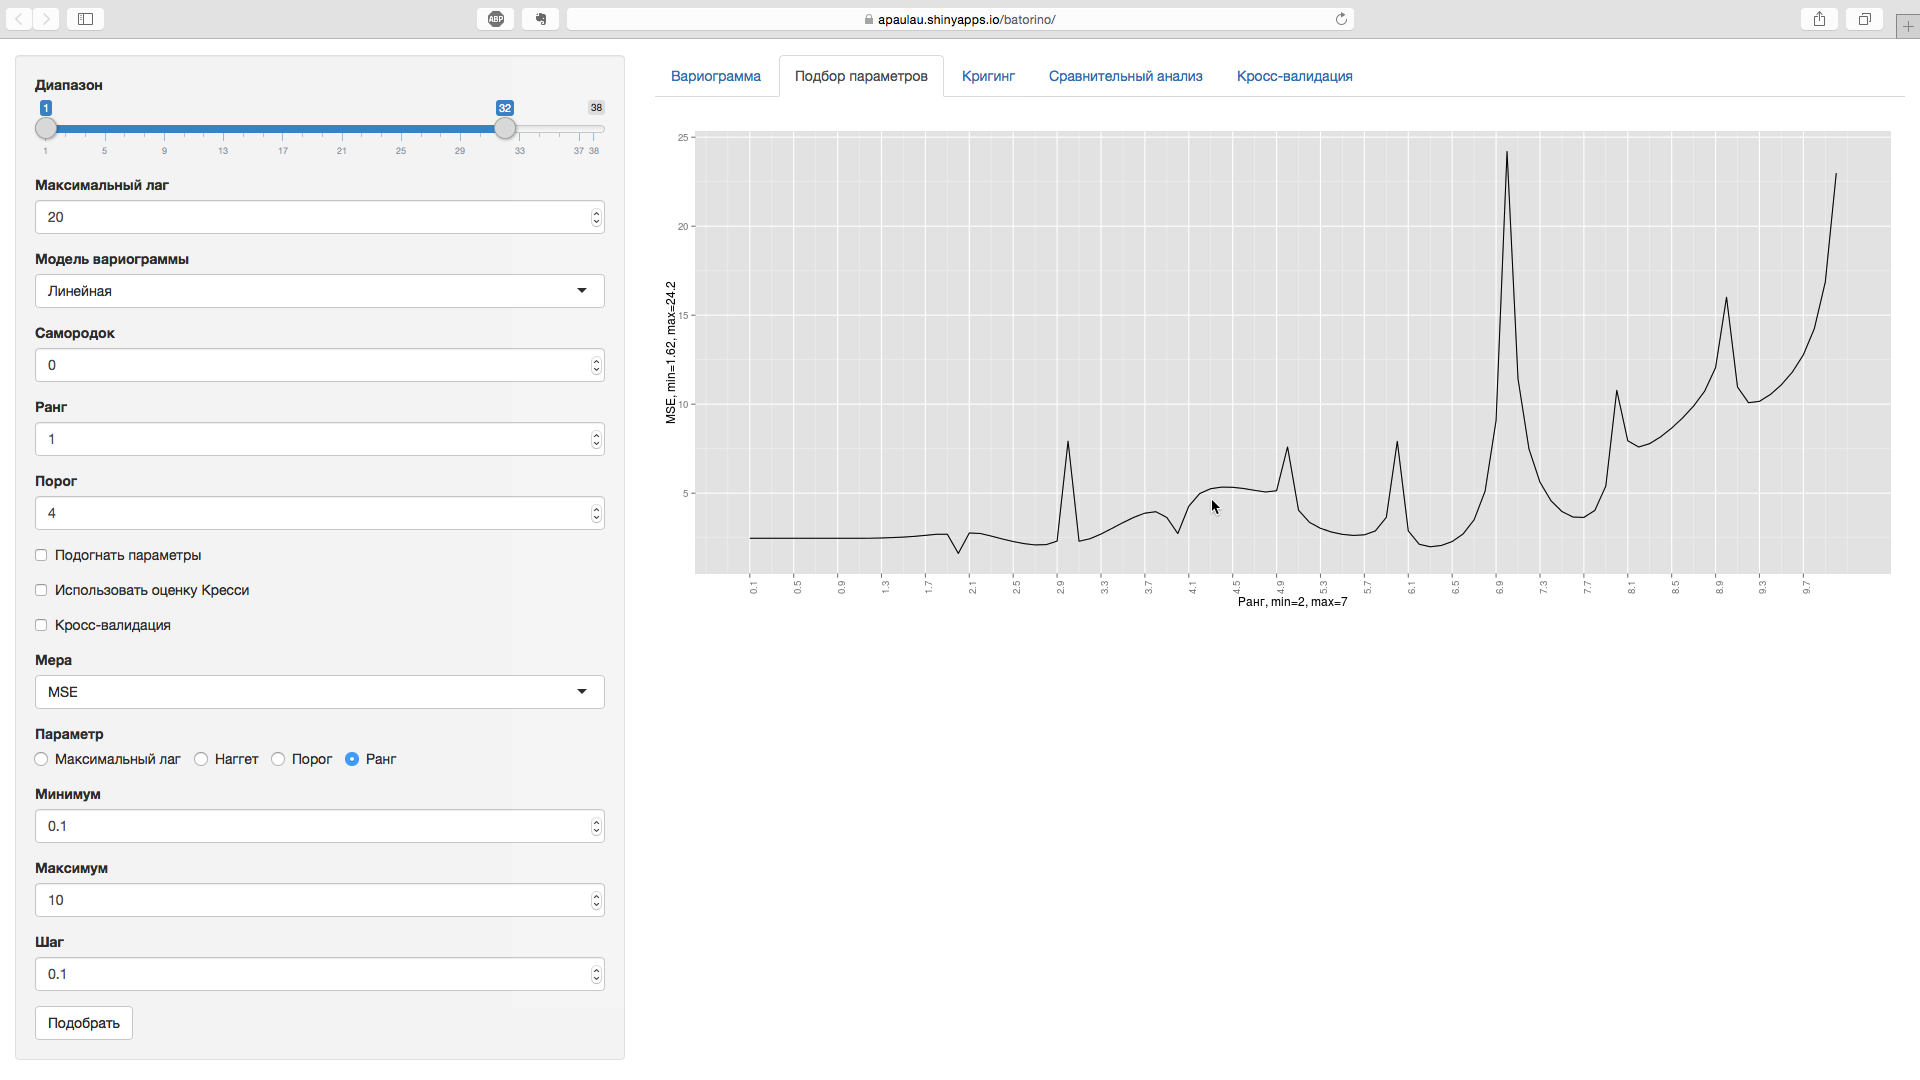 ABP
apaulau.shinyapps.io/batorino/
Диапазон
1 32 38
1 5 9 13 17 21 25 29 33 37 38
Максимальный лаг
20
Модель вариограммы
Линейная
Самородок
0
Ранг
1
Порог
4
Подогнать параметры
Использовать оценку Кресси
Кросс-валидация
Мера
MSE
Параметр
Максимальный лаг Наггет Порог Ранг
Минимум
0.1
Максимум
10
Шаг
0.1
Подобрать
Вариограмма Подбор параметров Кригинг Сравнительный анализ Кросс-валидация
MSE, min=1.62, max=24.2
25
20
15
10
5
0.1 0.5 0.9 1.3 1.7 2.1 2.5 2.9 3.3 3.7 4.1 4.5 4.9 5.3 5.7 6.1 6.5 6.9 7.3 7.7 8.1 8.5 8.9 9.3 9.7
Ранг, min=2, max=7